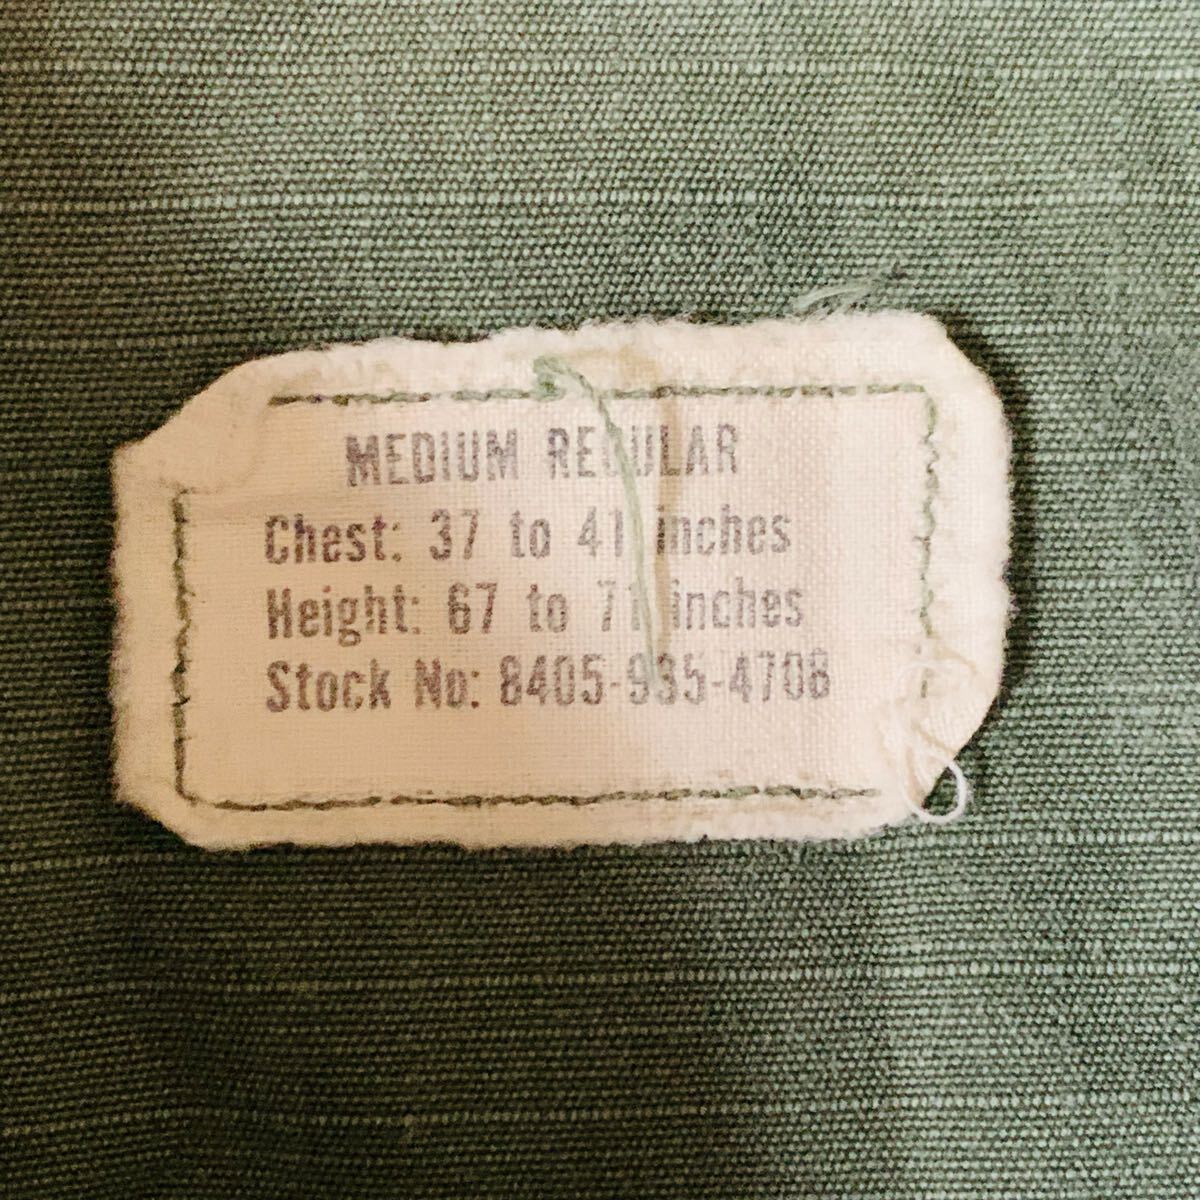 MEDIUM REGULAR
Chest: 37 to 41 inches
Height: 67 to 71 inches
Stock No: 8405-935-4708